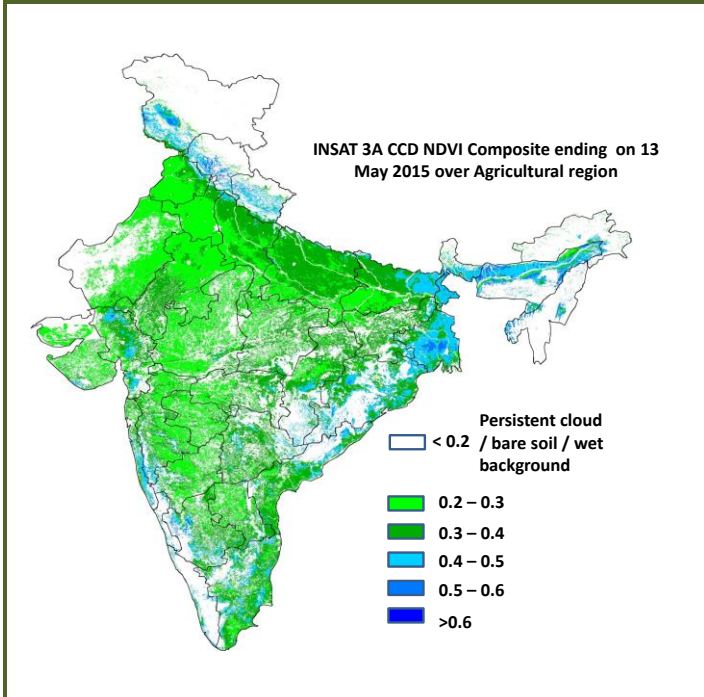 INSAT 3A CCD NDVI Composite ending on 13
May 2015 over Agricultural region
< 0.2 Persistent cloud
/ bare soil / wet
background
0.2 – 0.3
0.3 – 0.4
0.4 – 0.5
0.5 – 0.6
>0.6